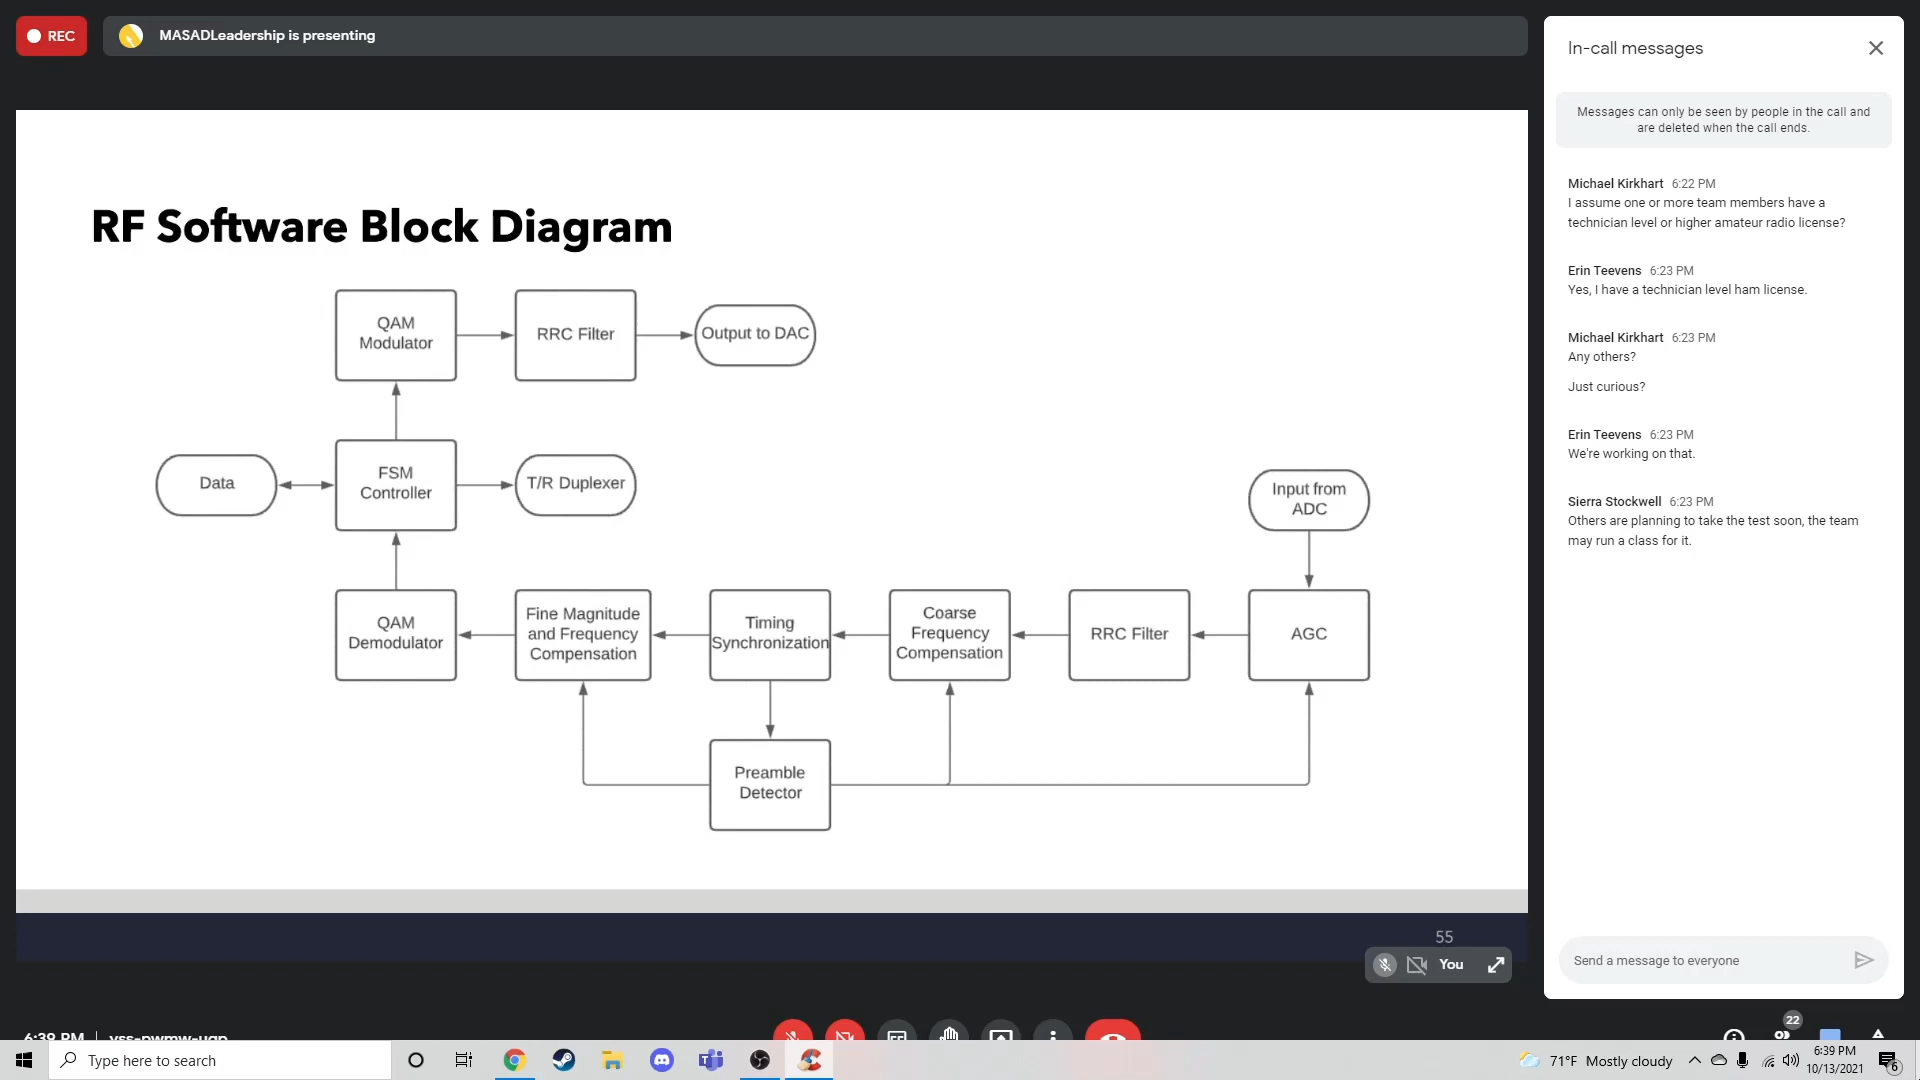 REC
MASADLeadership is presenting
RF Software Block Diagram
QAM
Modulator
RRC Filter
Output to DAC
Data
FSM
Controller
T/R Duplexer
Input from
ADC
QAM
Demodulator
Fine Magnitude
and Frequency
Compensation
Timing
Synchronization
Coarse
Frequency
Compensation
RRC Filter
AGC
Preamble
Detector
55
You
In-call messages
Messages can only be seen by people in the call and
are deleted when the call ends.
Michael Kirkhart 6:22 PM
I assume one or more team members have a
technician level or higher amateur radio license?
Erin Teevens 6:23 PM
Yes, I have a technician level ham license.
Michael Kirkhart 6:23 PM
Any others?
Just curious?
Erin Teevens 6:23 PM
We're working on that.
Sierra Stockwell 6:23 PM
Others are planning to take the test soon, the team
may run a class for it.
Send a message to everyone
6:39 PM
22
Type here to search
71°F Mostly cloudy
6:39 PM
10/13/2021
6